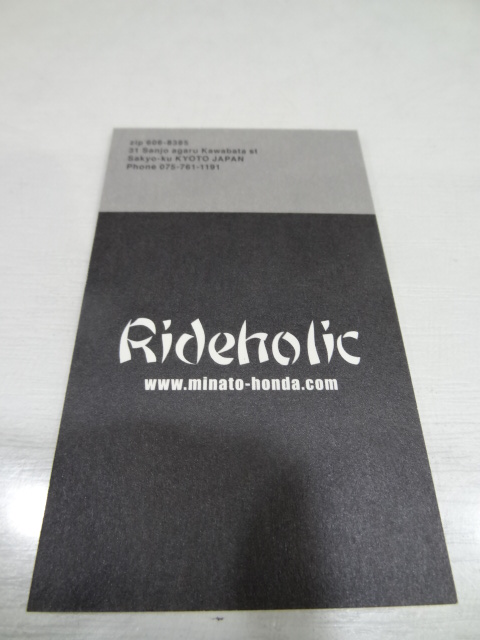 zip 606-8385
31 Sanjo agaru Kawabata st
Sakyo-ku KYOTO JAPAN
Phone 075-761-1191
Rideholic
www.minato-honda.com